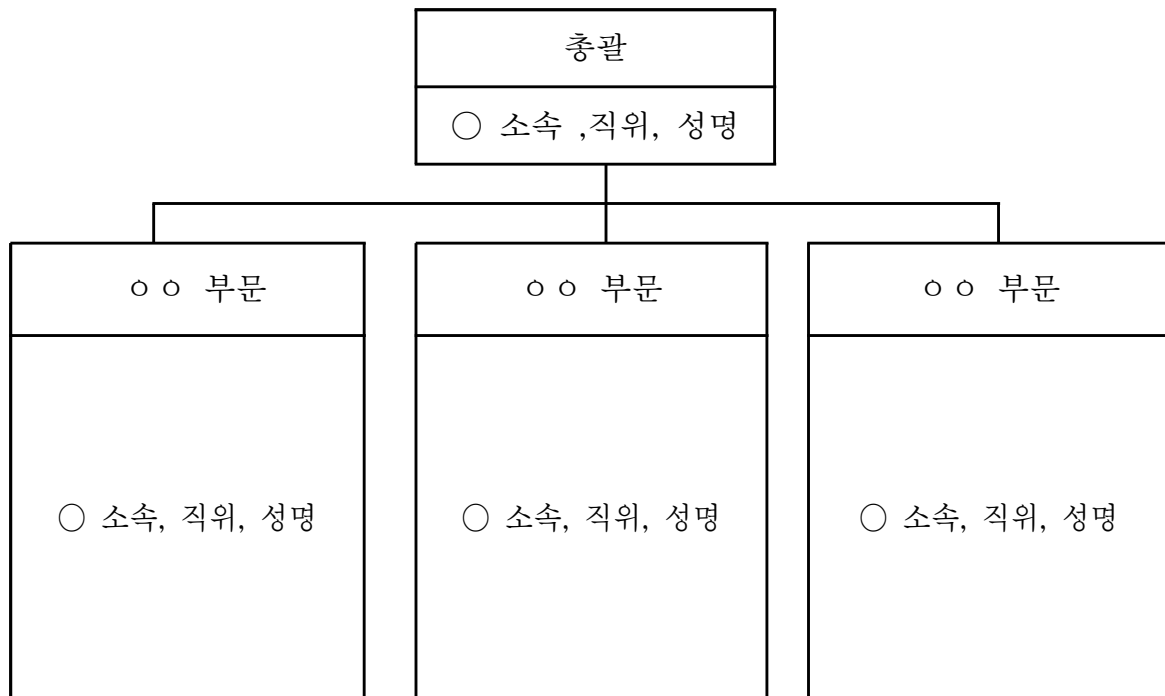 총괄
○ 소속 ,직위, 성명
ㅇㅇ 부문
ㅇㅇ 부문
ㅇㅇ 부문
○ 소속, 직위, 성명
○ 소속, 직위, 성명
○ 소속, 직위, 성명